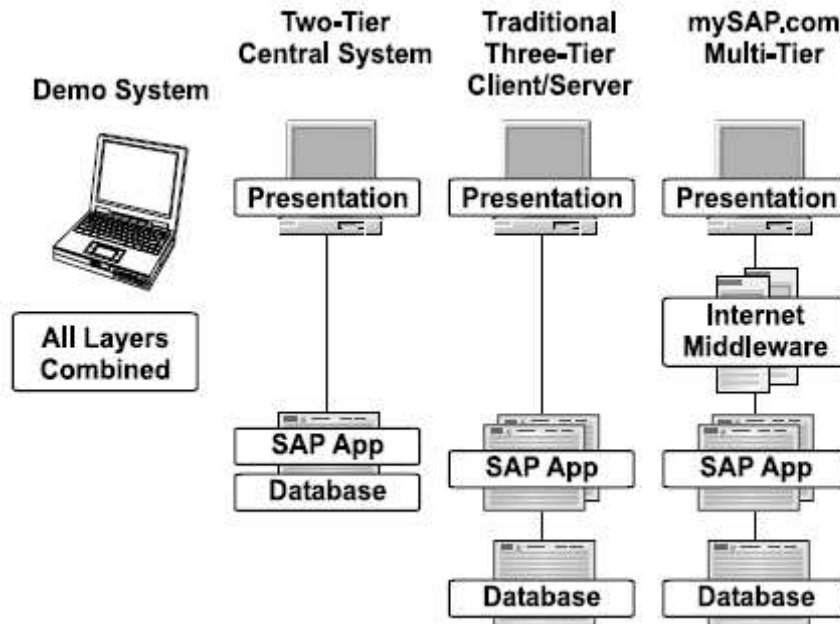 Demo System
All Layers
Combined
Two-Tier
Central System
Presentation
SAP App
Database
Traditional
Three-Tier
Client/Server
Presentation
SAP App
Database
mySAP.com
Multi-Tier
Presentation
Internet
Middleware
SAP App
Database